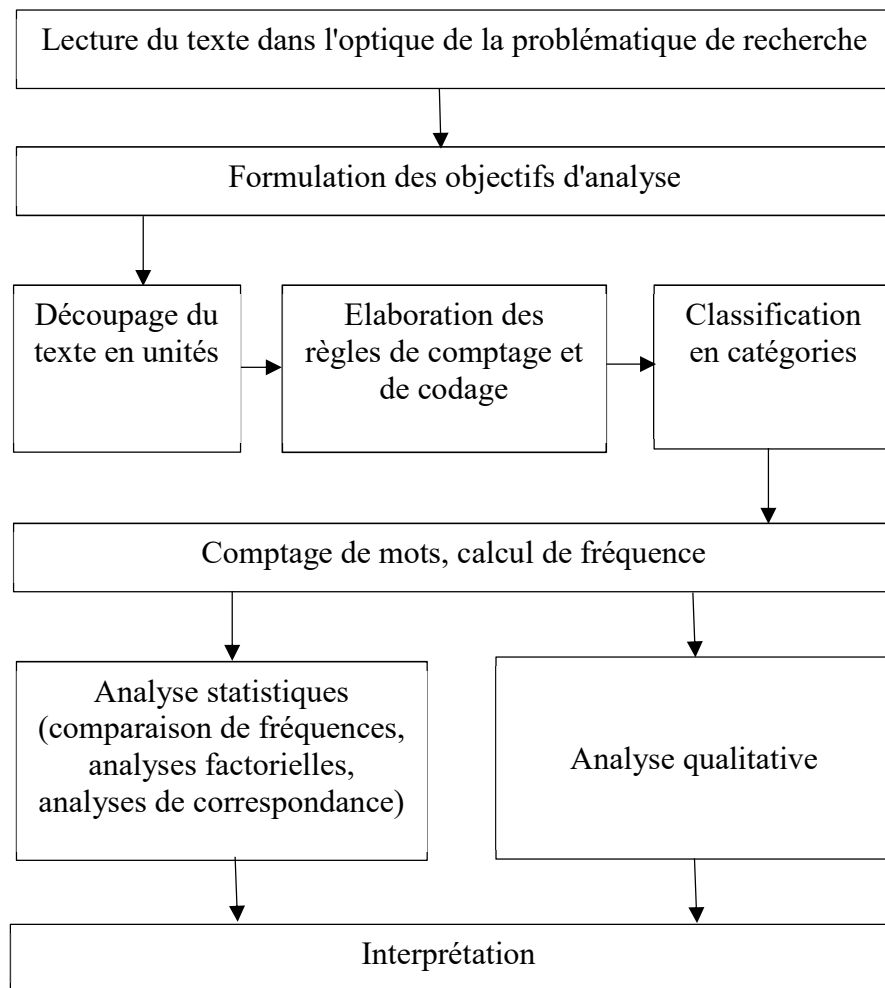 Lecture du texte dans l'optique de la problématique de recherche
Formulation des objectifs d'analyse
Découpage du
texte en unités
Elaboration des
règles de comptage et
de codage
Classification
en catégories
Comptage de mots, calcul de fréquence
Analyse statistiques
(comparaison de fréquences,
analyses factorielles,
analyses de correspondance)
Analyse qualitative
Interprétation